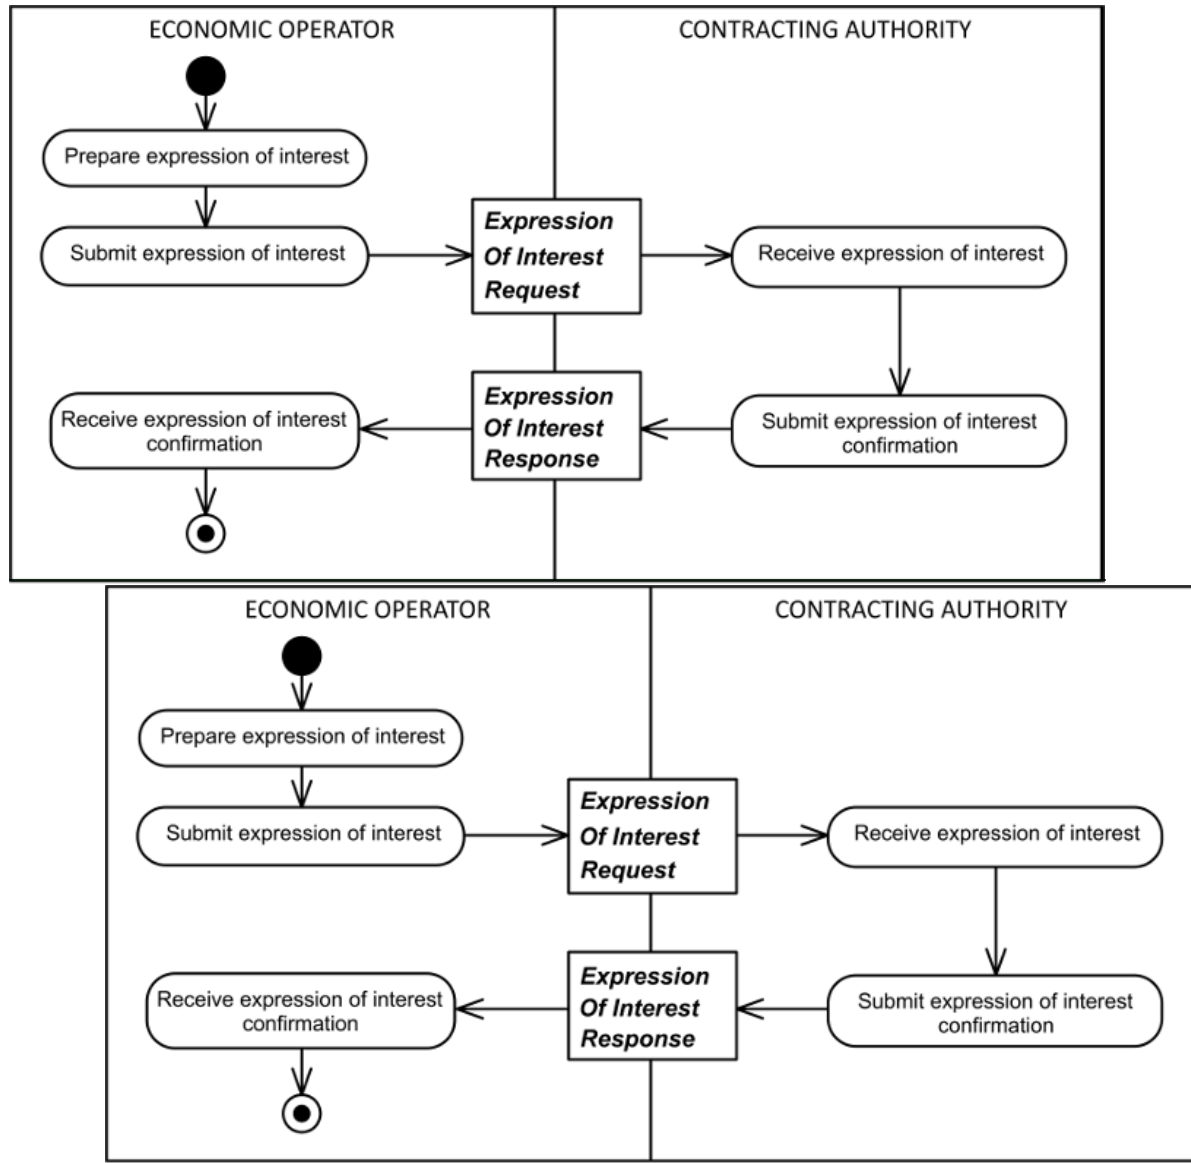 ECONOMIC OPERATOR
CONTRACTING AUTHORITY
Prepare expression of interest
Submit expression of interest
Expression
Of Interest
Request
Receive expression of interest
Receive expression of interest
confirmation
Expression
Of Interest
Response
Submit expression of interest
confirmation
ECONOMIC OPERATOR
CONTRACTING AUTHORITY
Prepare expression of interest
Submit expression of interest
Expression
Of Interest
Request
Receive expression of interest
Receive expression of interest
confirmation
Expression
Of Interest
Response
Submit expression of interest
confirmation